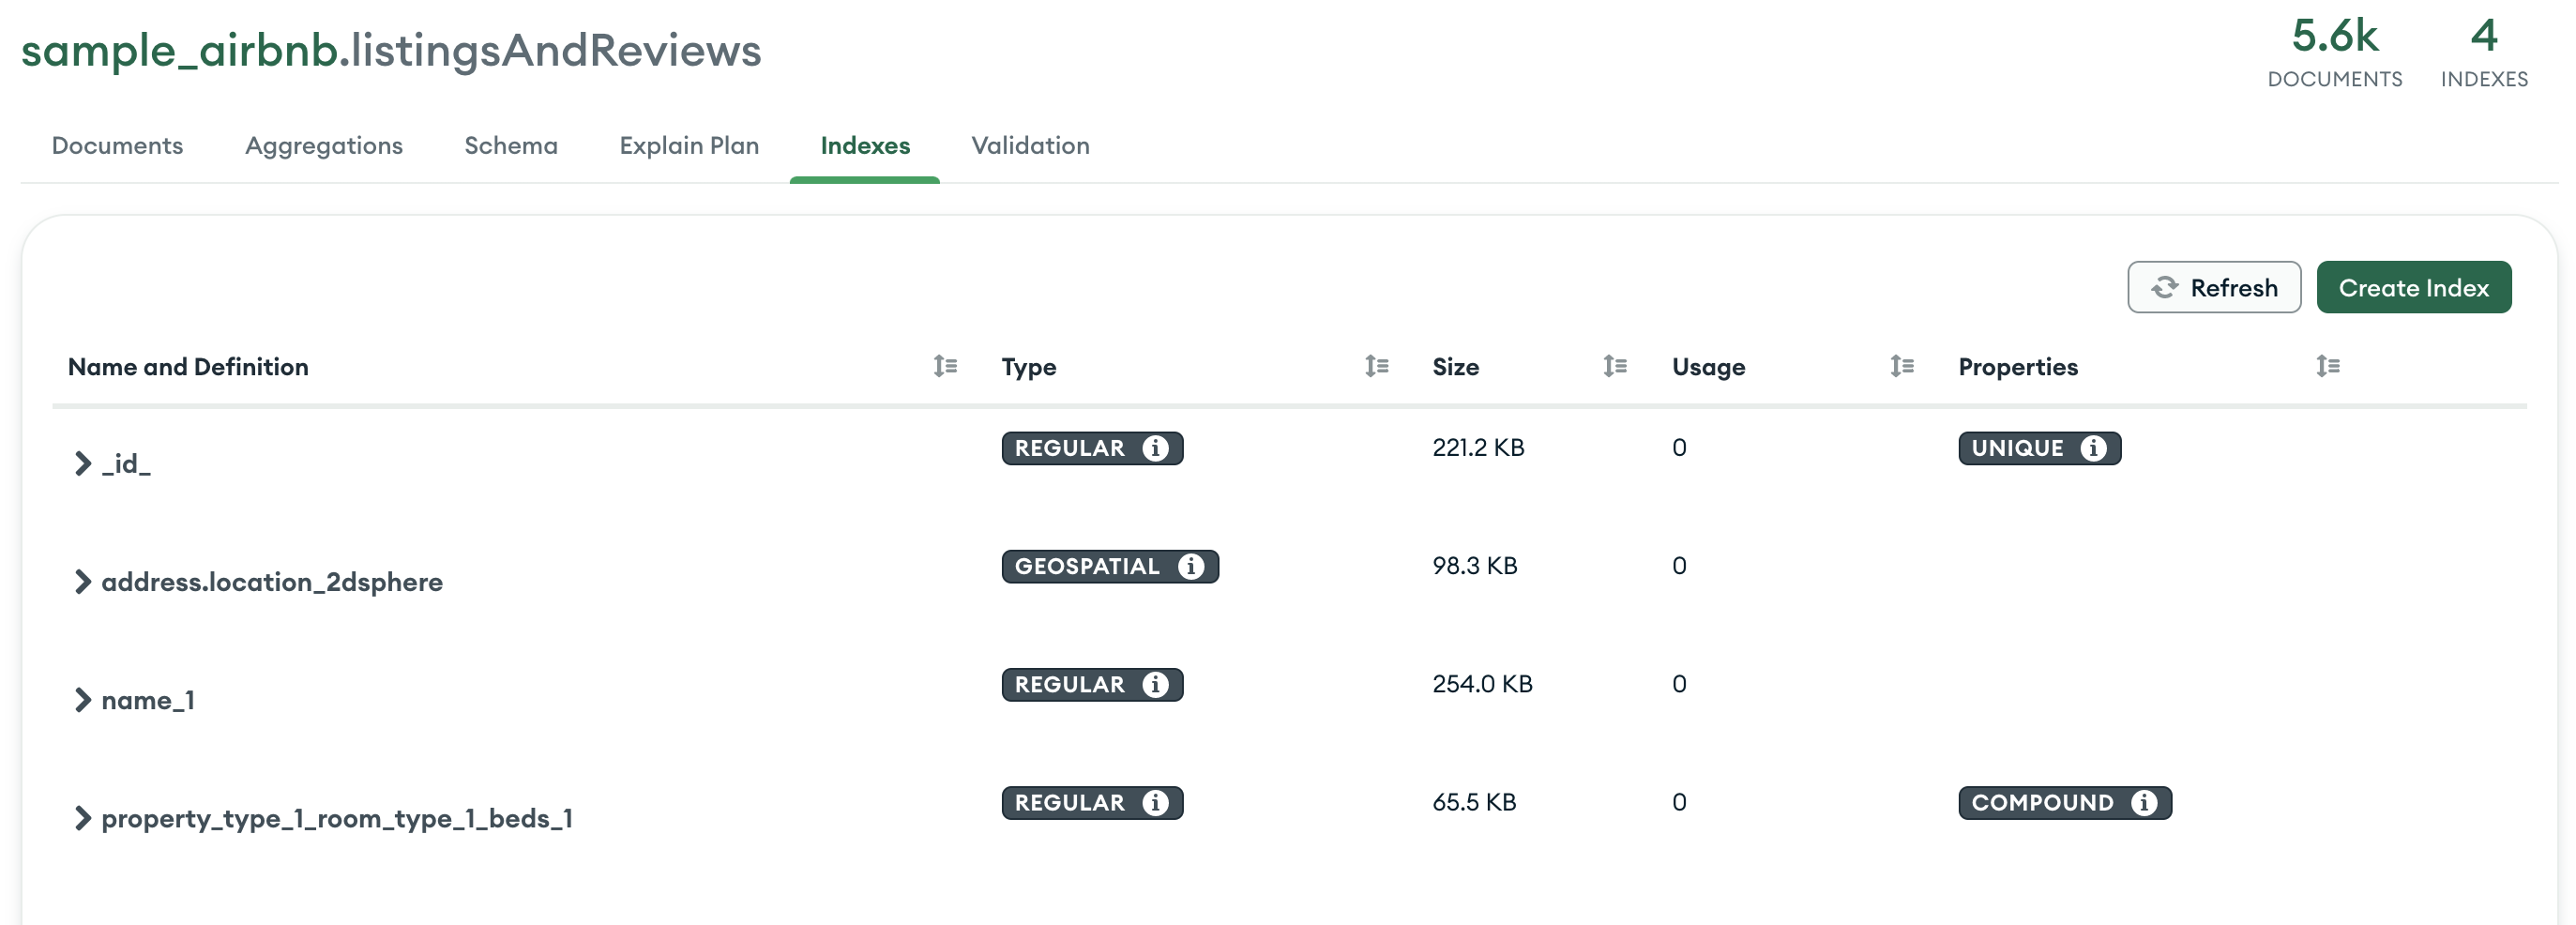 sample_airbnb.listingsAndReviews
5.6k
DOCUMENTS
4
INDEXES
Documents Aggregations Schema Explain Plan Indexes Validation
Refresh Create Index
Name and Definition Type Size Usage Properties
_id_ REGULAR 221.2 KB 0 UNIQUE
address.location_2dsphere GEOSPATIAL 98.3 KB 0
name_1 REGULAR 254.0 KB 0
property_type_1_room_type_1_beds_1 REGULAR 65.5 KB 0 COMPOUND